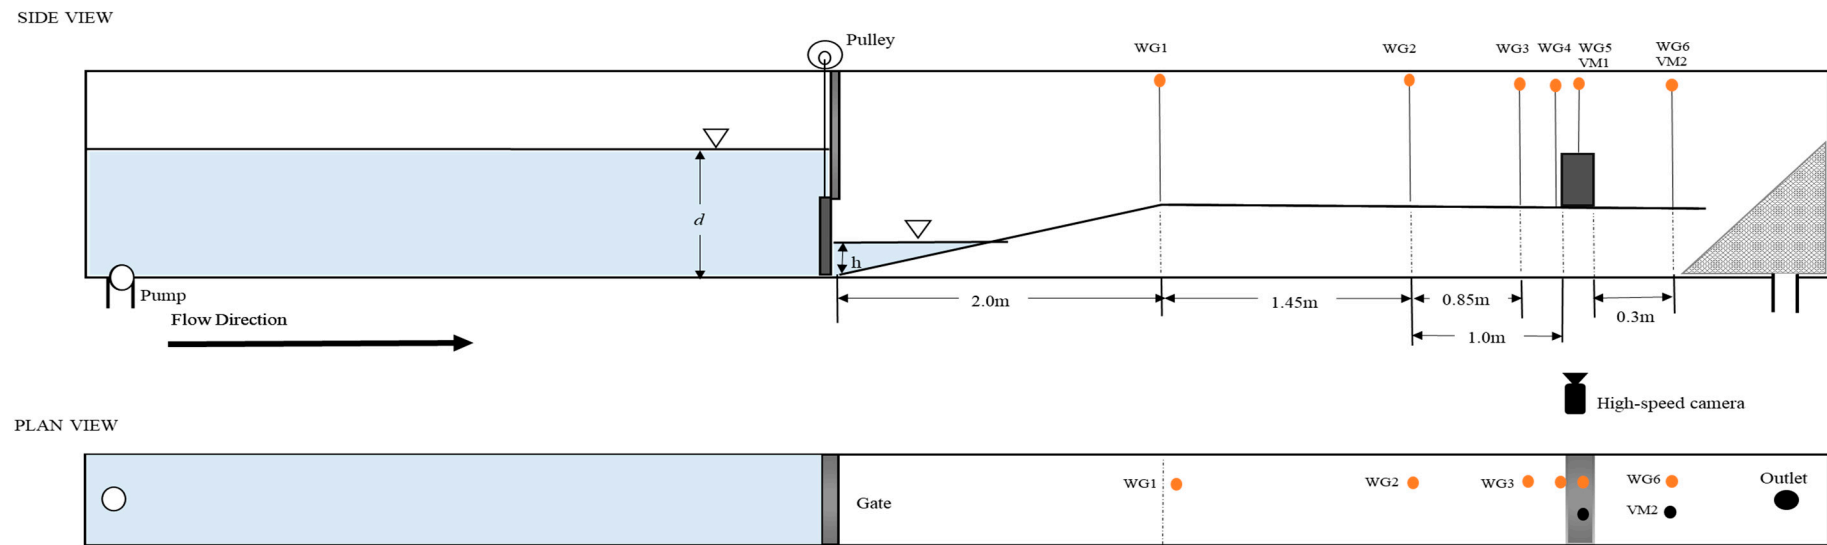 SIDE VIEW
Pulley
WG1
WG2
WG3
WG4
WG5
VM1
WG6
VM2
d
h
Pump
2.0m
1.45m
0.85m
0.3m
1.0m
Flow Direction
High-speed camera
PLAN VIEW
Gate
WG1
WG2
WG3
WG6
VM2
Outlet